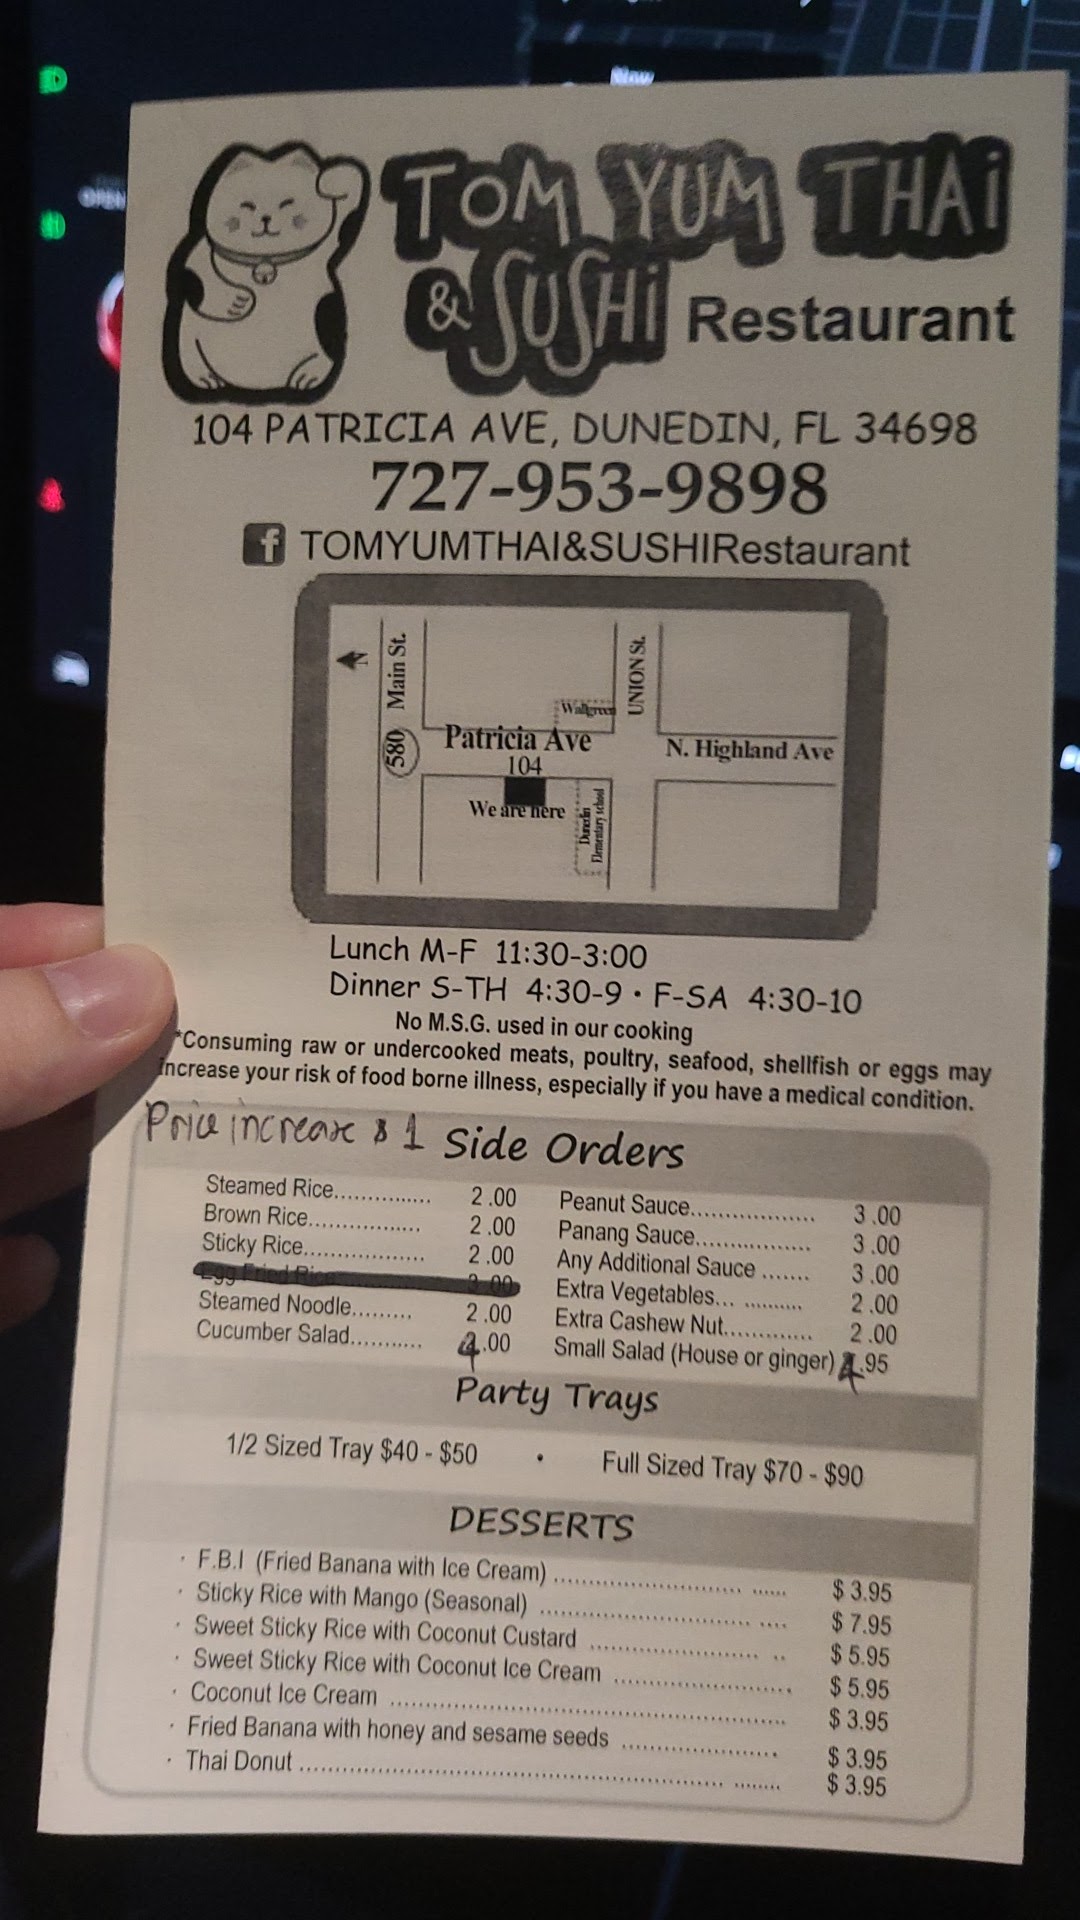 Now
OPEN
TOM YUM THAI
& SUSHI Restaurant
104 PATRICIA AVE, DUNEDIN, FL 34698
727-953-9898
f TOMYUMTHAI&SUSHIRestaurant
N
Main St.
580
UNION St.
Wallgreen
Patricia Ave
N. Highland Ave
104
We are here
Dunedin
Elementary school
Lunch M-F 11:30-3:00
Dinner S-TH 4:30-9 • F-SA 4:30-10
No M.S.G. used in our cooking
*Consuming raw or undercooked meats, poultry, seafood, shellfish or eggs may
increase your risk of food borne illness, especially if you have a medical condition.
Price increase $ 1
Side Orders
Steamed Rice.............. 2.00
Brown Rice................. 2.00
Sticky Rice.................. 2.00
Egg Fried Rice 3.00
Steamed Noodle......... 2.00
Cucumber Salad........... 4.00
Peanut Sauce................... 3.00
Panang Sauce.................. 3.00
Any Additional Sauce ....... 3.00
Extra Vegetables... .......... 2.00
Extra Cashew Nut............. 2.00
Small Salad (House or ginger) 4.95
Party Trays
1/2 Sized Tray $40 - $50 • Full Sized Tray $70 - $90
DESSERTS
· F.B.I (Fried Banana with Ice Cream) ................................ ...... $ 3.95
· Sticky Rice with Mango (Seasonal) ................................... .... $ 7.95
· Sweet Sticky Rice with Coconut Custard ............................ .. $ 5.95
· Sweet Sticky Rice with Coconut Ice Cream ............................. $ 5.95
· Coconut Ice Cream ................................................................. $ 3.95
· Fried Banana with honey and sesame seeds ......................... $ 3.95
· Thai Donut ..................................................................... ........ $ 3.95